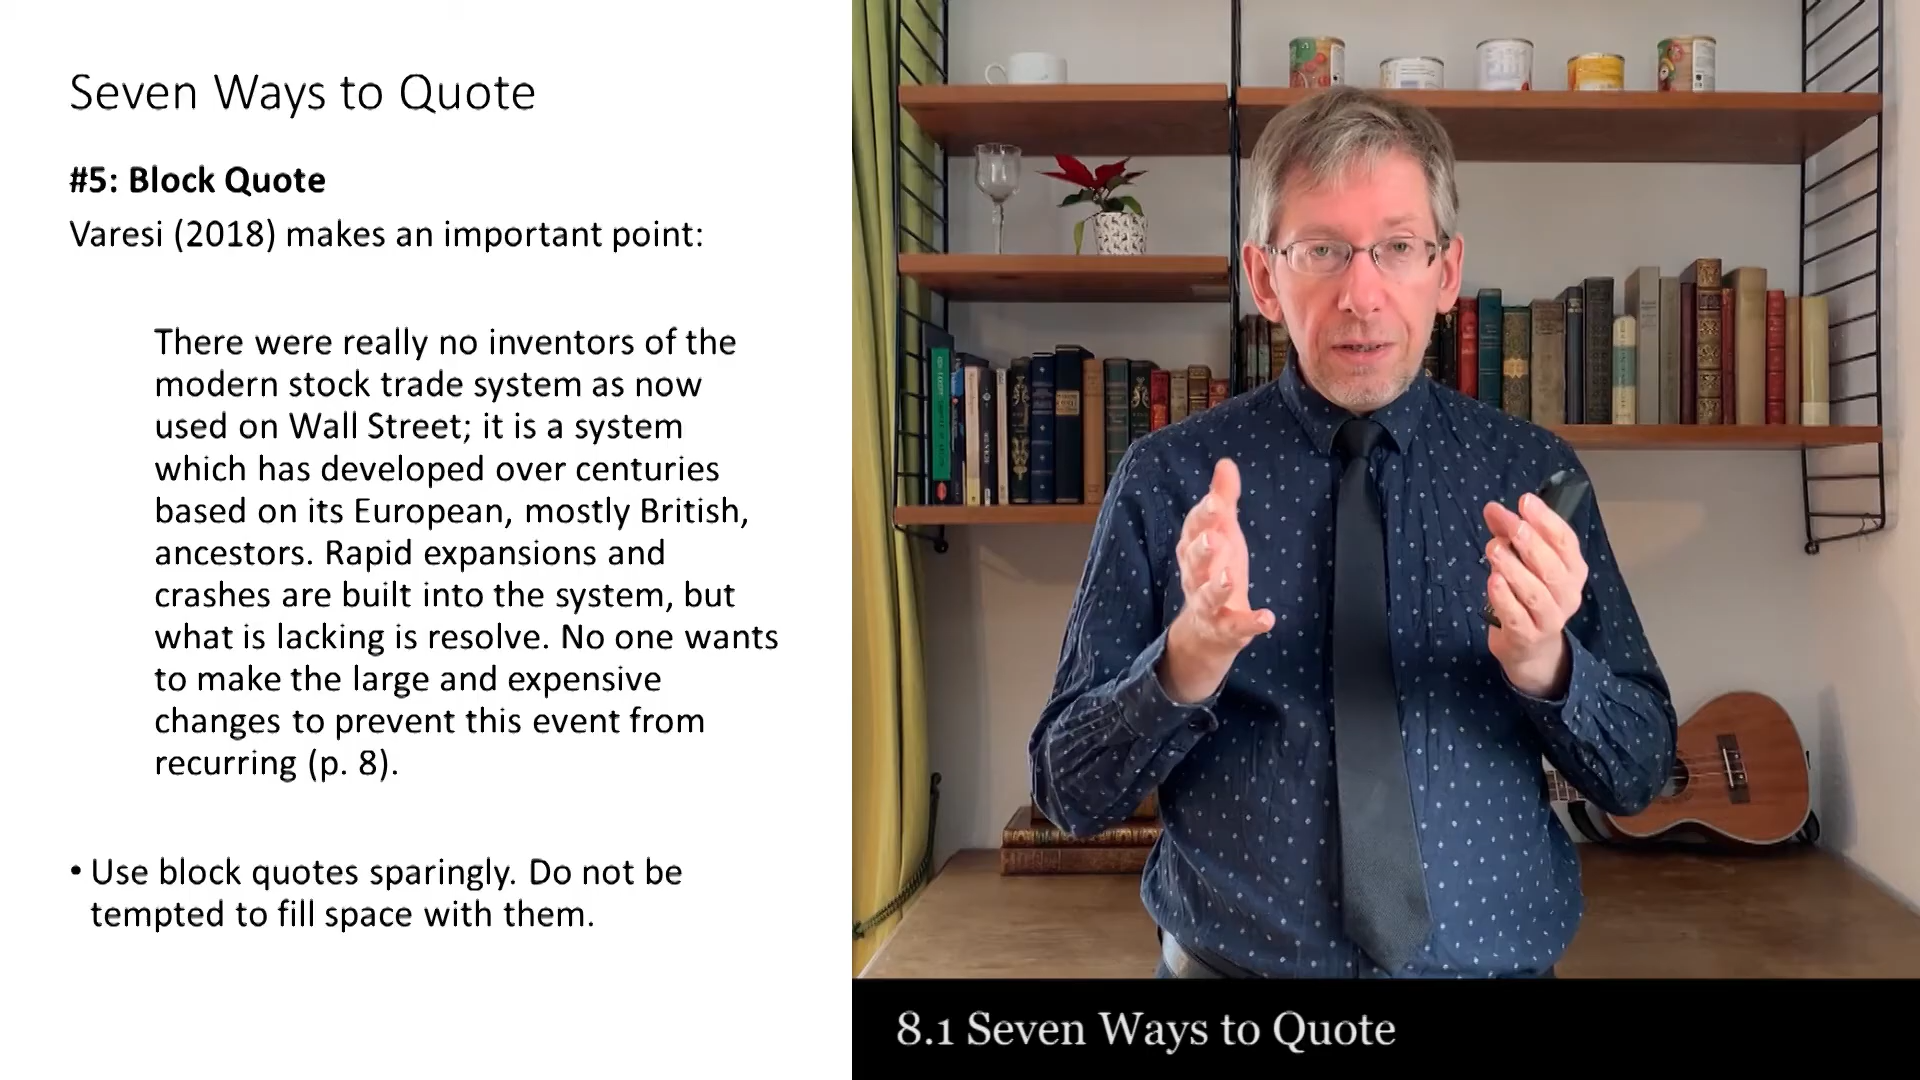 Seven Ways to Quote
#5: Block Quote
Varesi (2018) makes an important point:
There were really no inventors of the
modern stock trade system as now
used on Wall Street; it is a system
which has developed over centuries
based on its European, mostly British,
ancestors. Rapid expansions and
crashes are built into the system, but
what is lacking is resolve. No one wants
to make the large and expensive
changes to prevent this event from
recurring (p. 8).
• Use block quotes sparingly. Do not be
tempted to fill space with them.
8.1 Seven Ways to Quote